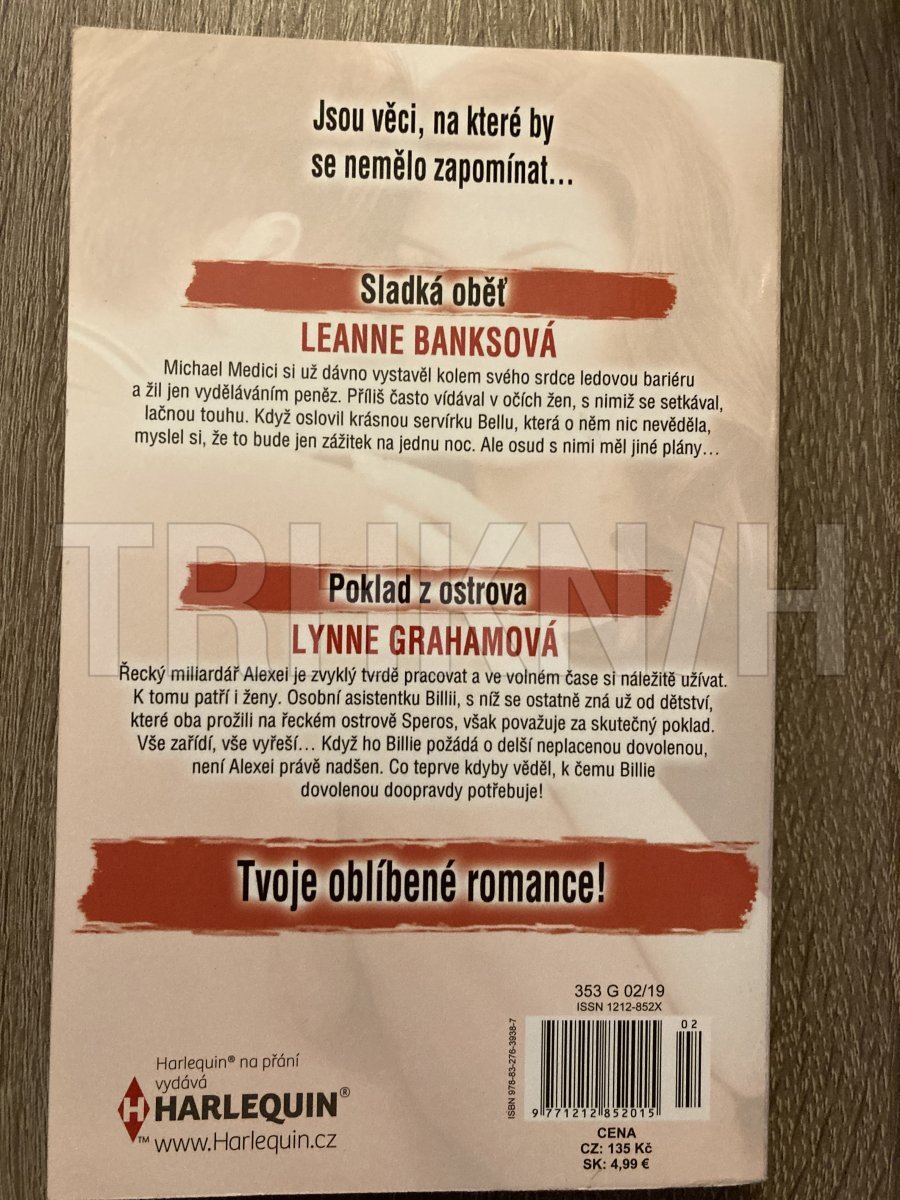 Jsou věci, na které by
se nemělo zapomínat...
Sladká oběť
LEANNE BANKSOVÁ
Michael Medici si už dávno vystavěl kolem svého srdce ledovou bariéru
a žil jen vyděláváním peněz. Příliš často vídával v očích žen, s nimiž se setkával,
lačnou touhu. Když oslovil krásnou servírku Bellu, která o něm nic nevěděla,
myslel si, že to bude jen zážitek na jednu noc. Ale osud s nimi měl jiné plány...
TRHKN/H
Poklad z ostrova
LYNNE GRAHAMOVÁ
Řecký miliardář Alexei je zvyklý tvrdě pracovat a ve volném čase si náležitě užívat.
K tomu patří i ženy. Osobní asistentku Billii, s níž se ostatně zná už od dětství,
které oba prožili na řeckém ostrově Speros, však považuje za skutečný poklad.
Vše zařídí, vše vyřeší... Když ho Billie požádá o delší neplacenou dovolenou,
není Alexei právě nadšen. Co teprve kdyby věděl, k čemu Billie
dovolenou doopravdy potřebuje!
Tvoje oblíbené romance!
353 G 02/19
ISSN 1212-852X
02
ISBN 978-83-276-3938-7
9 771212 852015
CENA
CZ: 135 Kč
SK: 4,99 €
Harlequin® na přání
vydává
H HARLEQUIN®
™ www.Harlequin.cz